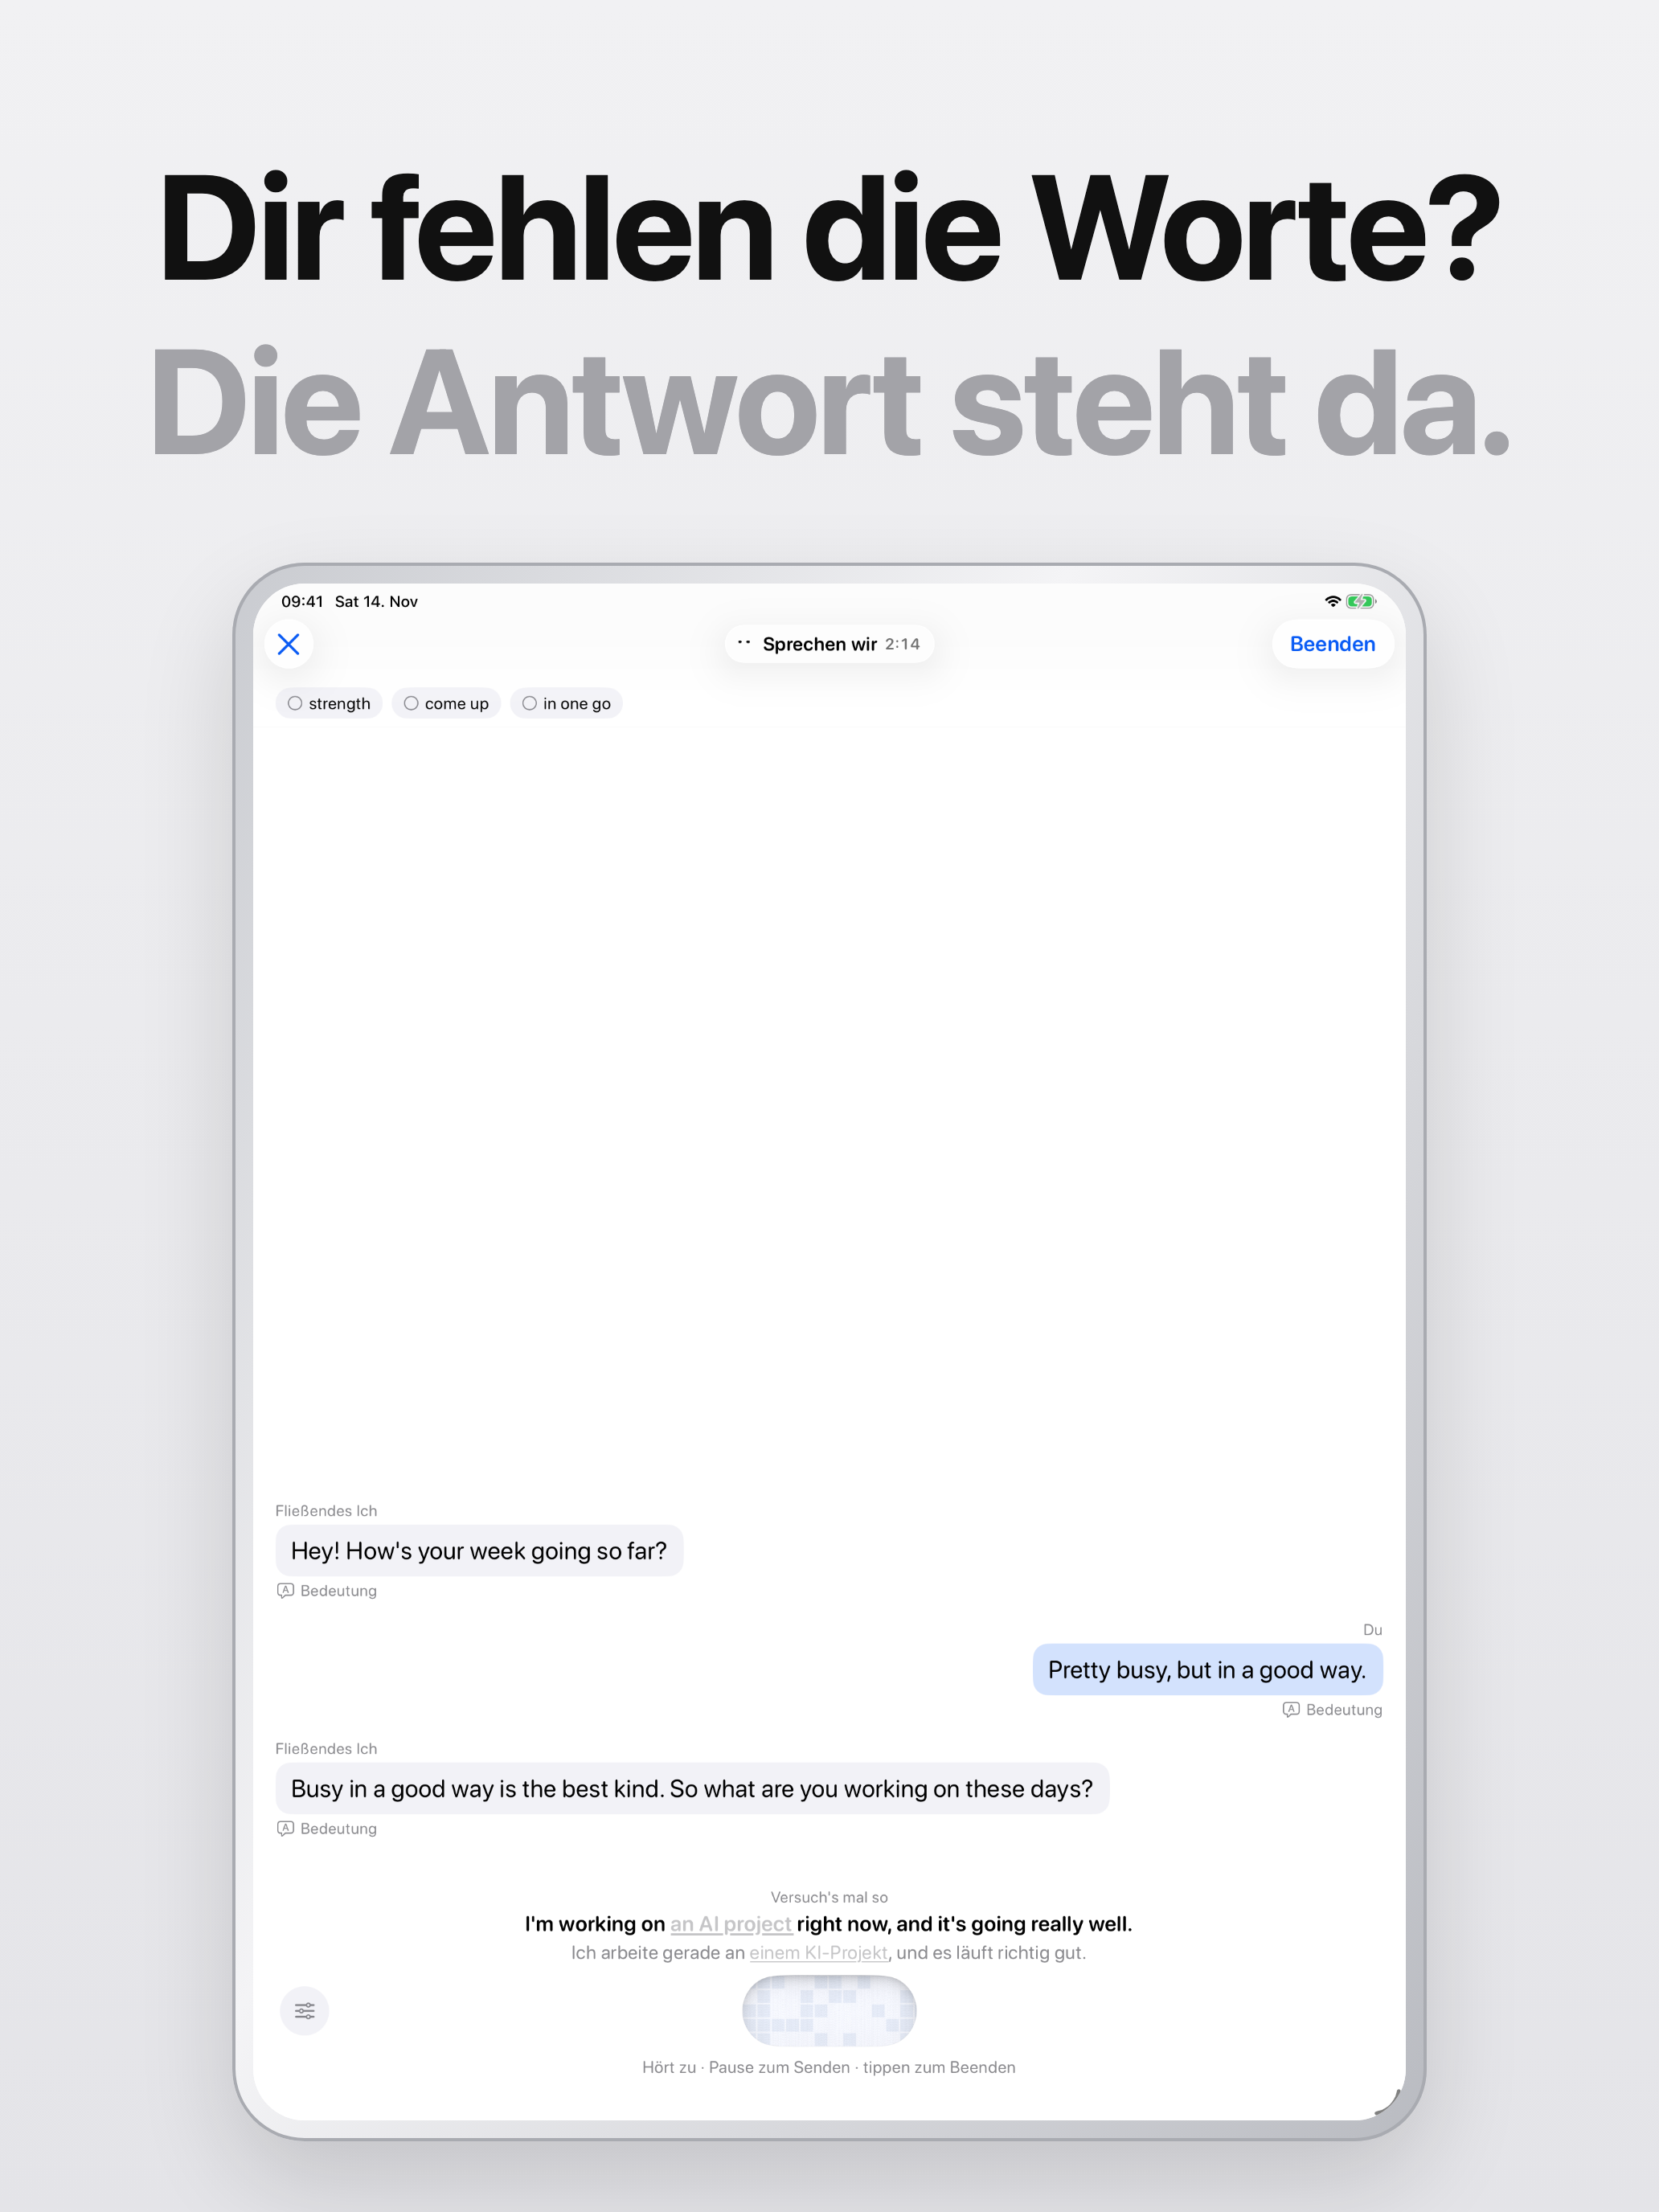 Dir fehlen die Worte?
Die Antwort steht da.
09:41 Sat 14. Nov
Sprechen wir 2:14
Beenden
strength
come up
in one go
Fließendes Ich
Hey! How's your week going so far?
Bedeutung
Du
Pretty busy, but in a good way.
Bedeutung
Fließendes Ich
Busy in a good way is the best kind. So what are you working on these days?
Bedeutung
Versuch's mal so
I'm working on an AI project right now, and it's going really well.
Ich arbeite gerade an einem KI-Projekt, und es läuft richtig gut.
Hört zu · Pause zum Senden · tippen zum Beenden